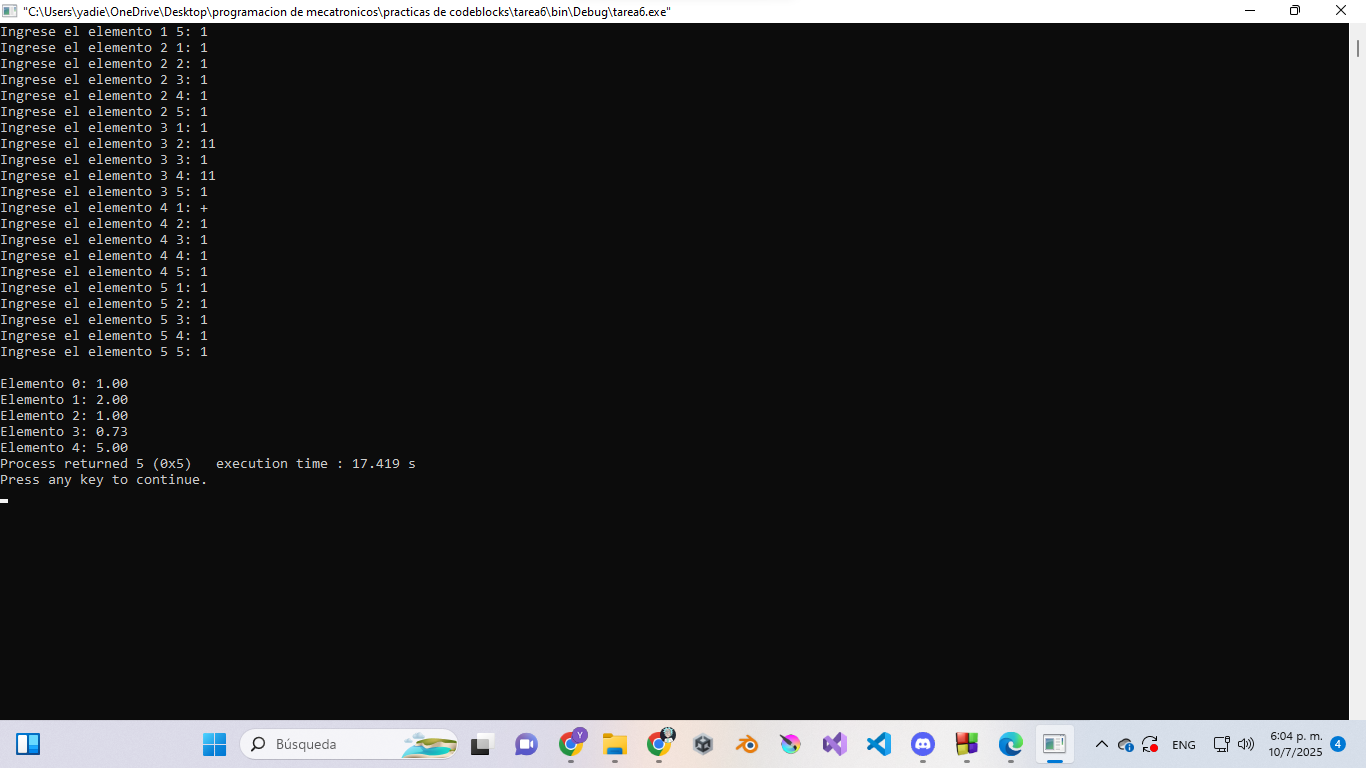 "C:\Users\yadie\OneDrive\Desktop\programacion de mecatronicos\practicas de codeblocks\tarea6\bin\Debug\tarea6.exe"
Ingrese el elemento 1 5: 1
Ingrese el elemento 2 1: 1
Ingrese el elemento 2 2: 1
Ingrese el elemento 2 3: 1
Ingrese el elemento 2 4: 1
Ingrese el elemento 2 5: 1
Ingrese el elemento 3 1: 1
Ingrese el elemento 3 2: 11
Ingrese el elemento 3 3: 1
Ingrese el elemento 3 4: 11
Ingrese el elemento 3 5: 1
Ingrese el elemento 4 1: +
Ingrese el elemento 4 2: 1
Ingrese el elemento 4 3: 1
Ingrese el elemento 4 4: 1
Ingrese el elemento 4 5: 1
Ingrese el elemento 5 1: 1
Ingrese el elemento 5 2: 1
Ingrese el elemento 5 3: 1
Ingrese el elemento 5 4: 1
Ingrese el elemento 5 5: 1
Elemento 0: 1.00
Elemento 1: 2.00
Elemento 2: 1.00
Elemento 3: 0.73
Elemento 4: 5.00
Process returned 5 (0x5)   execution time : 17.419 s
Press any key to continue.
Búsqueda
Y
ENG
6:04 p. m.
10/7/2025
4